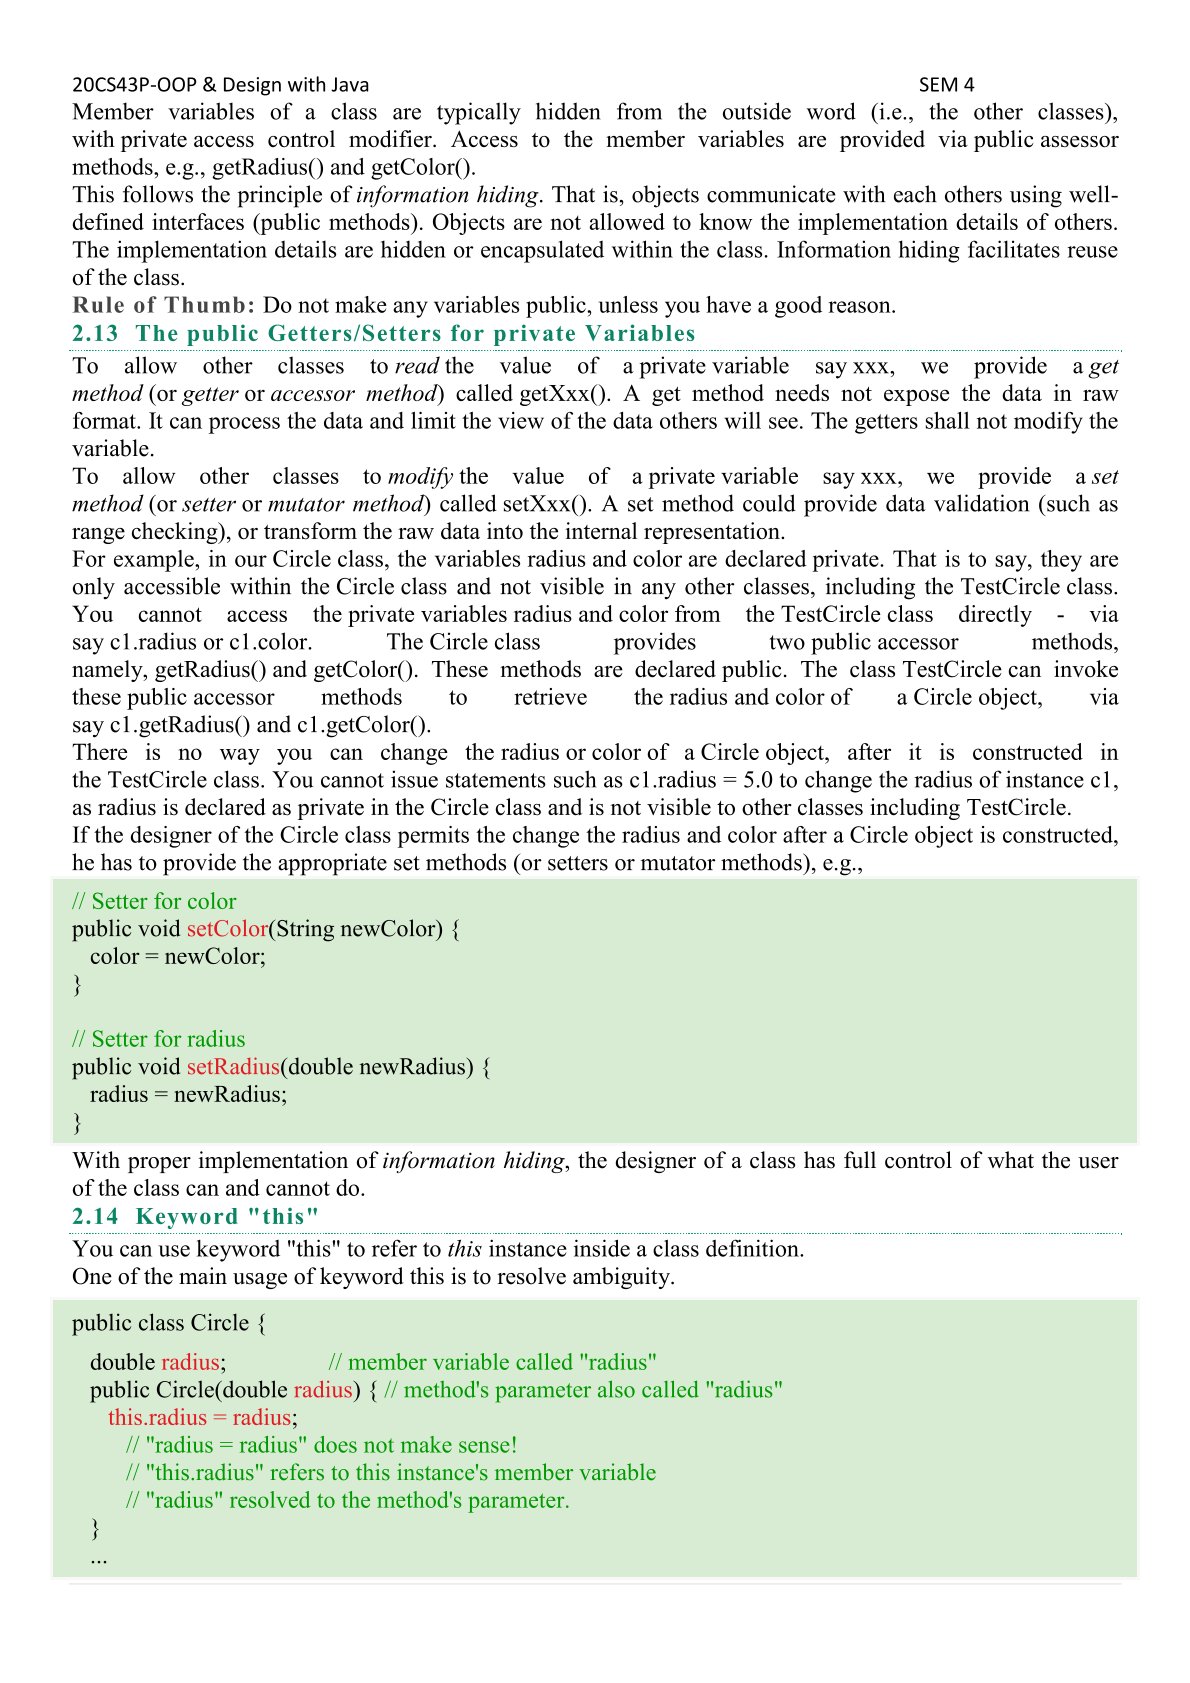 20CS43P-OOP & Design with Java SEM 4
Member variables of a class are typically hidden from the outside word (i.e., the other classes),
with private access control modifier. Access to the member variables are provided via public assessor
methods, e.g., getRadius() and getColor().
This follows the principle of information hiding. That is, objects communicate with each others using well-
defined interfaces (public methods). Objects are not allowed to know the implementation details of others.
The implementation details are hidden or encapsulated within the class. Information hiding facilitates reuse
of the class.
Rule of Thumb: Do not make any variables public, unless you have a good reason.
2.13 The public Getters/Setters for private Variables
To allow other classes to read the value of a private variable say xxx, we provide a get
method (or getter or accessor method) called getXxx(). A get method needs not expose the data in raw
format. It can process the data and limit the view of the data others will see. The getters shall not modify the
variable.
To allow other classes to modify the value of a private variable say xxx, we provide a set
method (or setter or mutator method) called setXxx(). A set method could provide data validation (such as
range checking), or transform the raw data into the internal representation.
For example, in our Circle class, the variables radius and color are declared private. That is to say, they are
only accessible within the Circle class and not visible in any other classes, including the TestCircle class.
You cannot access the private variables radius and color from the TestCircle class directly - via
say c1.radius or c1.color. The Circle class provides two public accessor methods,
namely, getRadius() and getColor(). These methods are declared public. The class TestCircle can invoke
these public accessor methods to retrieve the radius and color of a Circle object, via
say c1.getRadius() and c1.getColor().
There is no way you can change the radius or color of a Circle object, after it is constructed in
the TestCircle class. You cannot issue statements such as c1.radius = 5.0 to change the radius of instance c1,
as radius is declared as private in the Circle class and is not visible to other classes including TestCircle.
If the designer of the Circle class permits the change the radius and color after a Circle object is constructed,
he has to provide the appropriate set methods (or setters or mutator methods), e.g.,
// Setter for color
public void setColor(String newColor) {
color = newColor;
}
// Setter for radius
public void setRadius(double newRadius) {
radius = newRadius;
}
With proper implementation of information hiding, the designer of a class has full control of what the user
of the class can and cannot do.
2.14 Keyword "this"
You can use keyword "this" to refer to this instance inside a class definition.
One of the main usage of keyword this is to resolve ambiguity.
public class Circle {
double radius; // member variable called "radius"
public Circle(double radius) { // method's parameter also called "radius"
this.radius = radius;
// "radius = radius" does not make sense!
// "this.radius" refers to this instance's member variable
// "radius" resolved to the method's parameter.
}
...